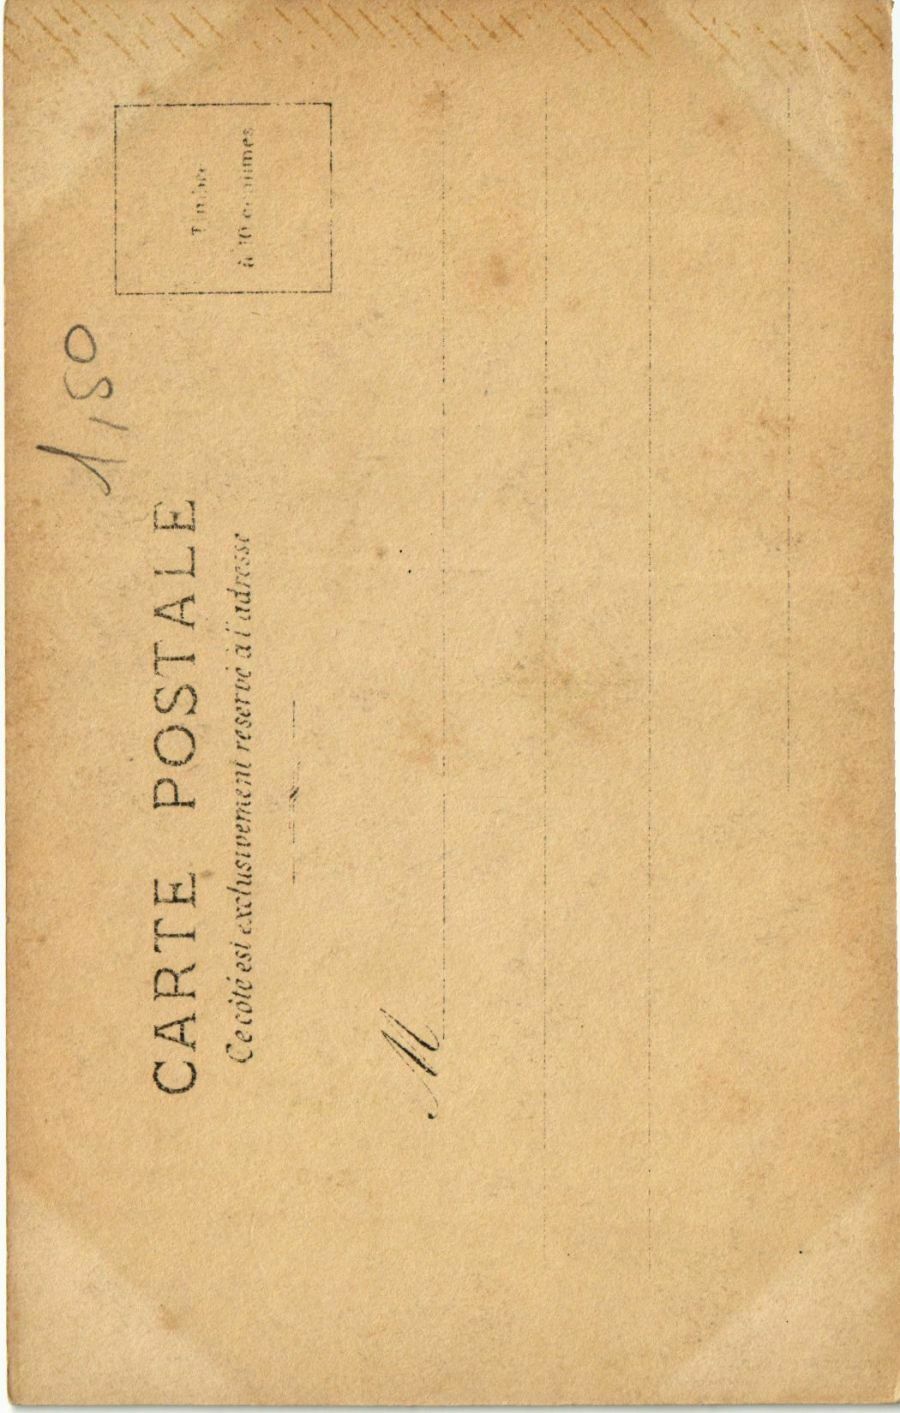 1,50
Timbre
à 10 centimes
CARTE POSTALE
Ce côté est exclusivement réservé à l'adresse
M